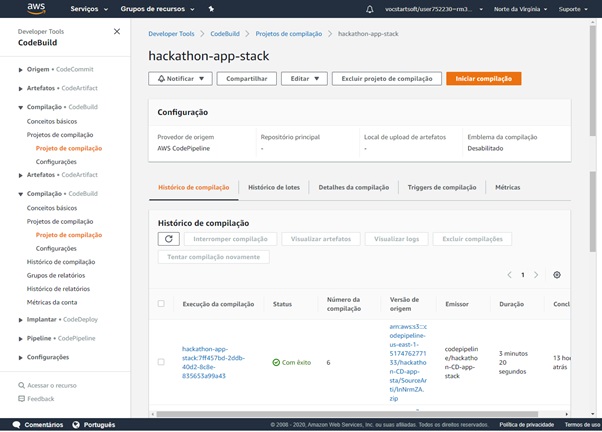 aws
Serviços
Grupos de recursos
vocstartsoft/user752230=rm3...
Norte da Virgínia
Suporte
Developer Tools
CodeBuild
Origem • CodeCommit
Artefatos • CodeArtifact
Compilação • CodeBuild
Conceitos básicos
Projetos de compilação
Projeto de compilação
Configurações
Artefatos • CodeArtifact
Compilação • CodeBuild
Conceitos básicos
Projetos de compilação
Projeto de compilação
Configurações
Histórico de compilação
Grupos de relatórios
Histórico de relatórios
Métricas da conta
Implantar • CodeDeploy
Pipeline • CodePipeline
Configurações
Acessar o recurso
Feedback
Developer Tools > CodeBuild > Projetos de compilação > hackathon-app-stack
hackathon-app-stack
Notificar
Compartilhar
Editar
Excluir projeto de compilação
Iniciar compilação
Configuração
Provedor de origem
AWS CodePipeline
Repositório principal
-
Local de upload de artefatos
-
Emblema da compilação
Desabilitado
Histórico de compilação
Histórico de lotes
Detalhes da compilação
Triggers de compilação
Métricas
Histórico de compilação
Interromper compilação
Visualizar artefatos
Visualizar logs
Excluir compilações
Tentar compilação novamente
1
Execução da compilação
Status
Número da
compilação
Versão de
origem
Emissor
Duração
Conc
hackathon-app-
stack:7ff457bd-2ddb-
40d2-8c8e-
835653a99a43
Com êxito
6
arn:aws:s3:::c
odepipeline-
us-east-1-
5174762771
33/hackatho
n-CD-app-
sta/SourceArti
/lnNrmZA.
zip
codepipelin
e/hackatho
n-CD-app-
stack
3 minutos
20
segundos
13 ho
atrás
Comentários
Português
© 2008 - 2020, Amazon Web Services, Inc. ou suas afiliadas. Todos os direitos reservados.
Política de privacidade
Termos de uso